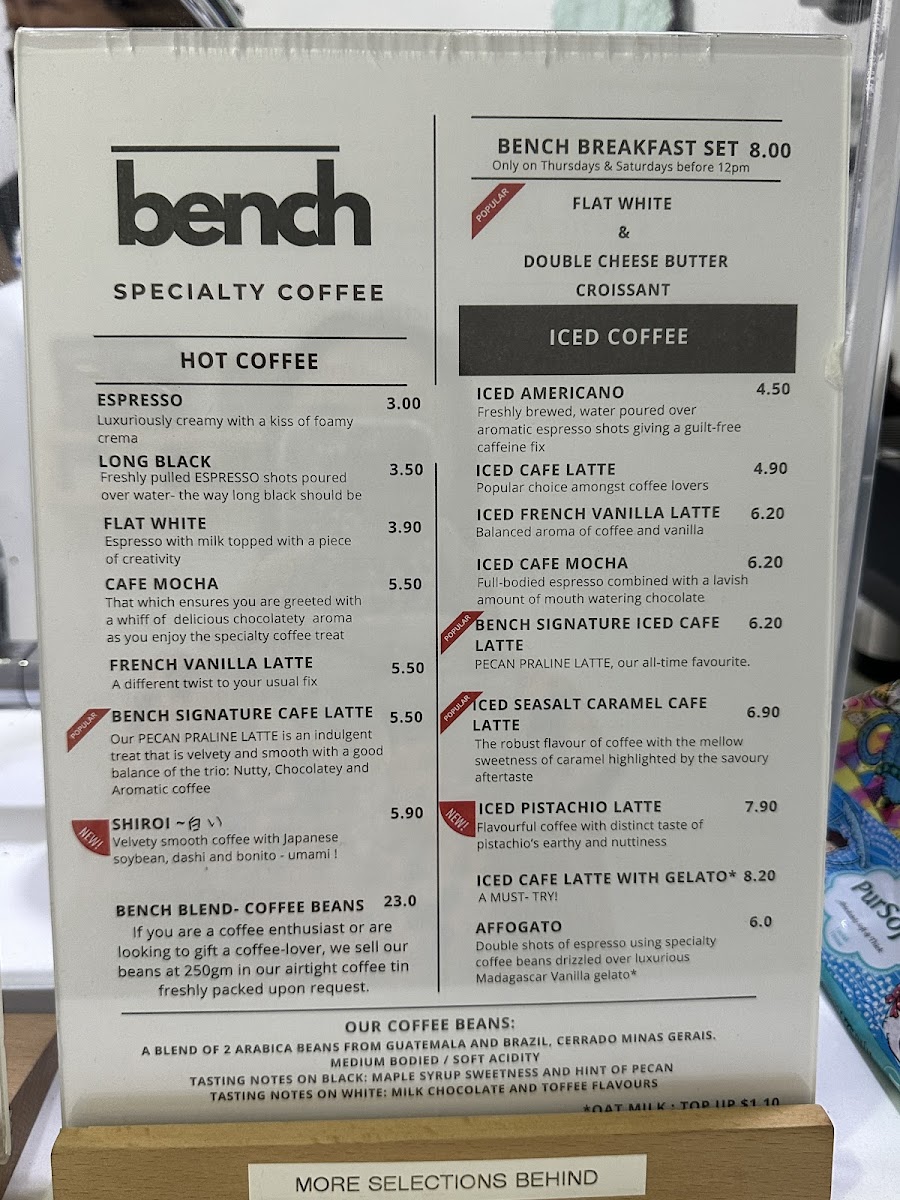 bench
SPECIALTY COFFEE
HOT COFFEE
ESPRESSO 3.00
Luxuriously creamy with a kiss of foamy
crema
LONG BLACK 3.50
Freshly pulled ESPRESSO shots poured
over water- the way long black should be
FLAT WHITE 3.90
Espresso with milk topped with a piece
of creativity
CAFE MOCHA 5.50
That which ensures you are greeted with
a whiff of delicious chocolatety aroma
as you enjoy the specialty coffee treat
FRENCH VANILLA LATTE 5.50
A different twist to your usual fix
POPULAR
BENCH SIGNATURE CAFE LATTE 5.50
Our PECAN PRALINE LATTE is an indulgent
treat that is velvety and smooth with a good
balance of the trio: Nutty, Chocolatey and
Aromatic coffee
NEW!
SHIROI ~白い 5.90
Velvety smooth coffee with Japanese
soybean, dashi and bonito - umami !
BENCH BLEND- COFFEE BEANS 23.0
If you are a coffee enthusiast or are
looking to gift a coffee-lover, we sell our
beans at 250gm in our airtight coffee tin
freshly packed upon request.
BENCH BREAKFAST SET 8.00
Only on Thursdays & Saturdays before 12pm
POPULAR
FLAT WHITE
&
DOUBLE CHEESE BUTTER
CROISSANT
ICED COFFEE
ICED AMERICANO 4.50
Freshly brewed, water poured over
aromatic espresso shots giving a guilt-free
caffeine fix
ICED CAFE LATTE 4.90
Popular choice amongst coffee lovers
ICED FRENCH VANILLA LATTE 6.20
Balanced aroma of coffee and vanilla
ICED CAFE MOCHA 6.20
Full-bodied espresso combined with a lavish
amount of mouth watering chocolate
POPULAR
BENCH SIGNATURE ICED CAFE 6.20
LATTE
PECAN PRALINE LATTE, our all-time favourite.
POPULAR
ICED SEASALT CARAMEL CAFE 6.90
LATTE
The robust flavour of coffee with the mellow
sweetness of caramel highlighted by the savoury
aftertaste
NEW!
ICED PISTACHIO LATTE 7.90
Flavourful coffee with distinct taste of
pistachio's earthy and nuttiness
ICED CAFE LATTE WITH GELATO* 8.20
A MUST- TRY!
AFFOGATO 6.0
Double shots of espresso using specialty
coffee beans drizzled over luxurious
Madagascar Vanilla gelato*
OUR COFFEE BEANS:
A BLEND OF 2 ARABICA BEANS FROM GUATEMALA AND BRAZIL, CERRADO MINAS GERAIS.
MEDIUM BODIED / SOFT ACIDITY
TASTING NOTES ON BLACK: MAPLE SYRUP SWEETNESS AND HINT OF PECAN
TASTING NOTES ON WHITE: MILK CHOCOLATE AND TOFFEE FLAVOURS
*OAT MILK : TOP UP $1.10
MORE SELECTIONS BEHIND
PurSof